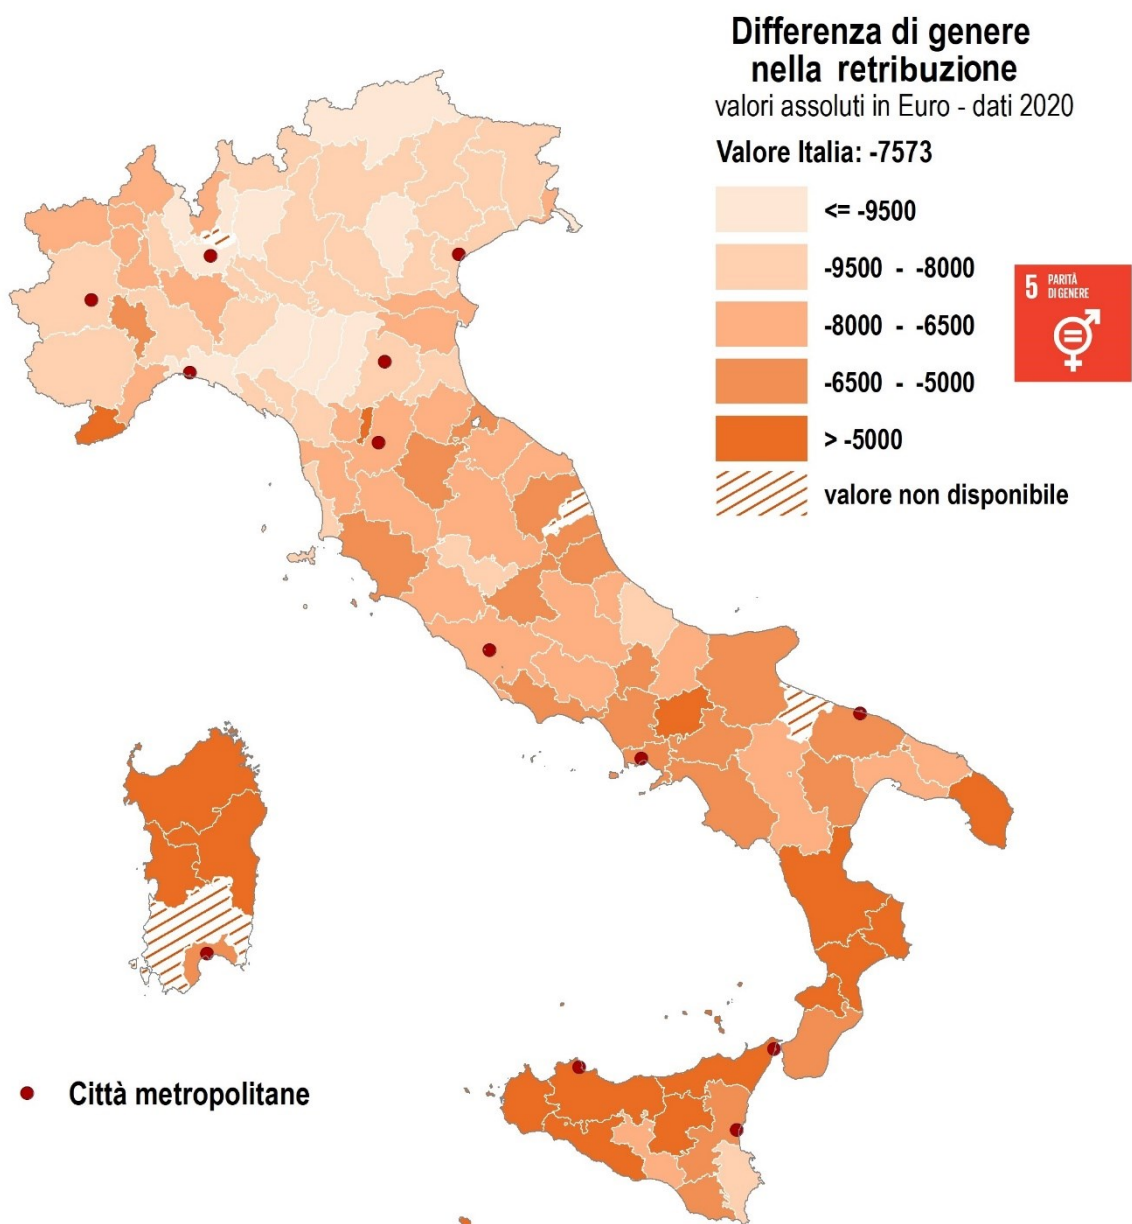 Differenza di genere
nella retribuzione
valori assoluti in Euro - dati 2020
Valore Italia: -7573
<= -9500
-9500 - -8000
-8000 - -6500
-6500 - -5000
> -5000
valore non disponibile
5 PARITÀ
DI GENERE
Città metropolitane